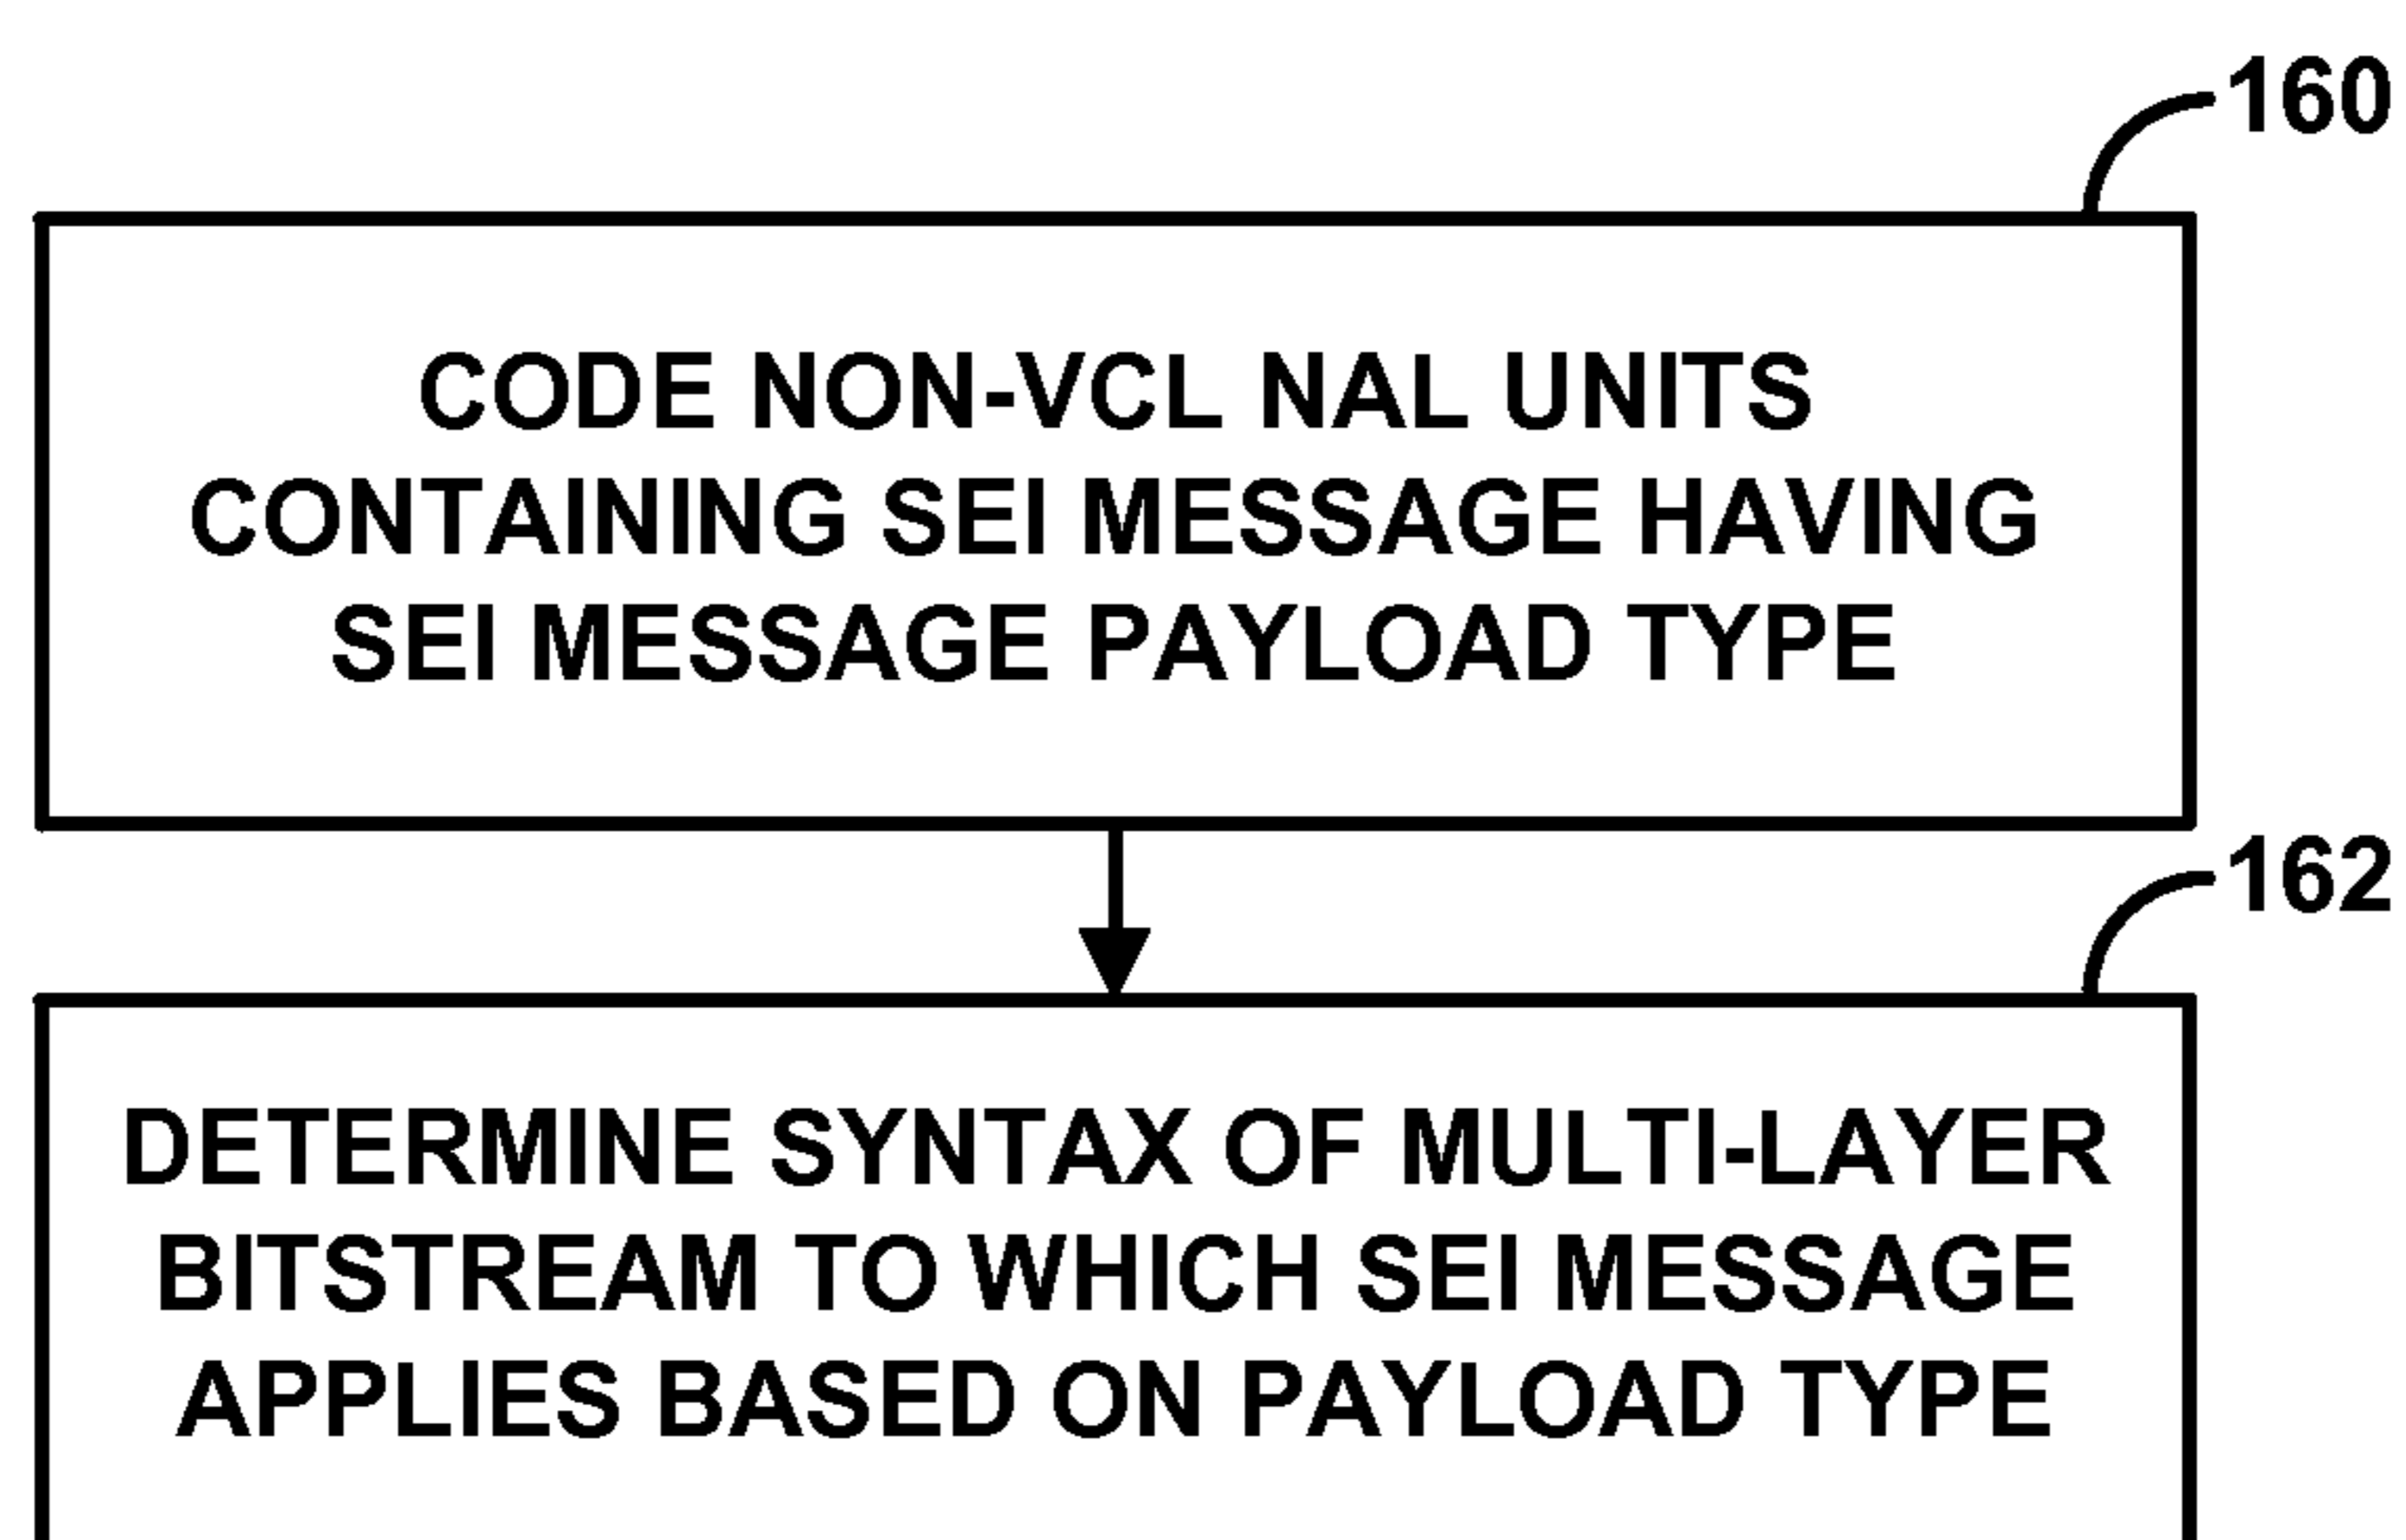 160
CODE NON-VCL NAL UNITS
CONTAINING SEI MESSAGE HAVING
SEI MESSAGE PAYLOAD TYPE
162
DETERMINE SYNTAX OF MULTI-LAYER
BITSTREAM TO WHICH SEI MESSAGE
APPLIES BASED ON PAYLOAD TYPE